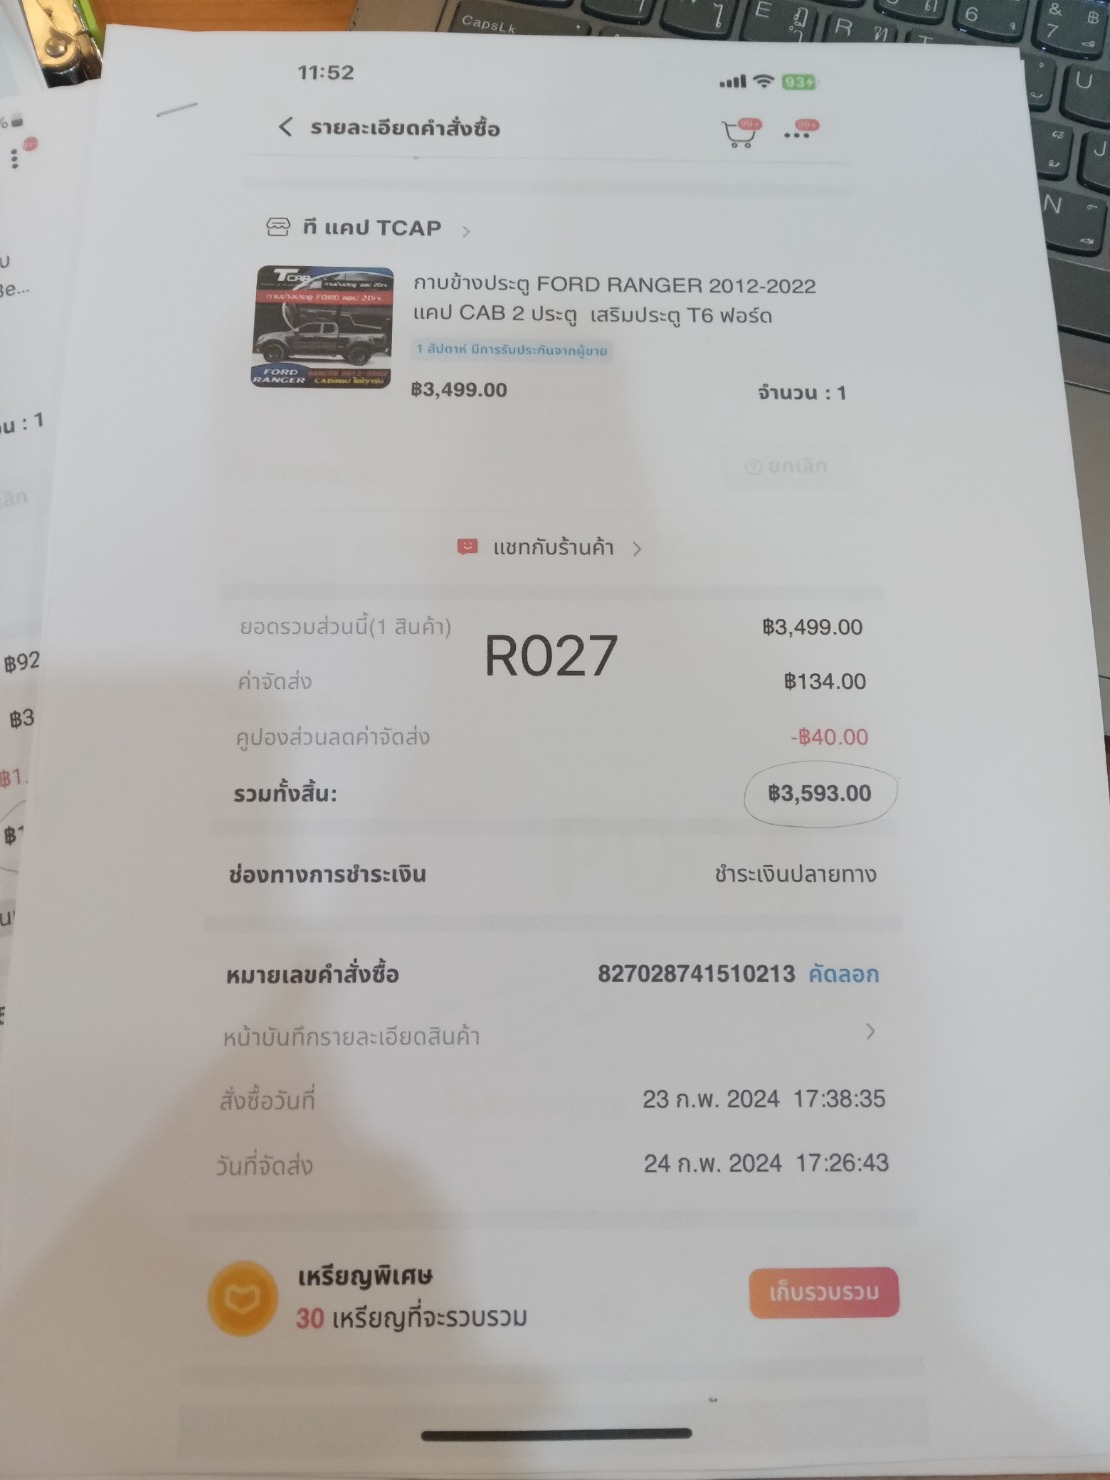 11:52
93
รายละเอียดคำสั่งซื้อ
99+
99+
ที แคป TCAP
กาบข้างประตู FORD RANGER 2012-2022
แคป CAB 2 ประตู เสริมประตู T6 ฟอร์ด
1 สัปดาห์ มีการรับประกันจากผู้ขาย
฿3,499.00
จำนวน : 1
ยกเลิก
แชทกับร้านค้า
ยอดรวมส่วนนี้(1 สินค้า)
฿3,499.00
R027
ค่าจัดส่ง
฿134.00
คูปองส่วนลดค่าจัดส่ง
-฿40.00
รวมทั้งสิ้น:
฿3,593.00
ช่องทางการชำระเงิน
ชำระเงินปลายทาง
หมายเลขคำสั่งซื้อ
827028741510213 คัดลอก
หน้าบันทึกรายละเอียดสินค้า
สั่งซื้อวันที่
23 ก.พ. 2024 17:38:35
วันที่จัดส่ง
24 ก.พ. 2024 17:26:43
เหรียญพิเศษ
30 เหรียญที่จะรวบรวม
เก็บรวบรวม